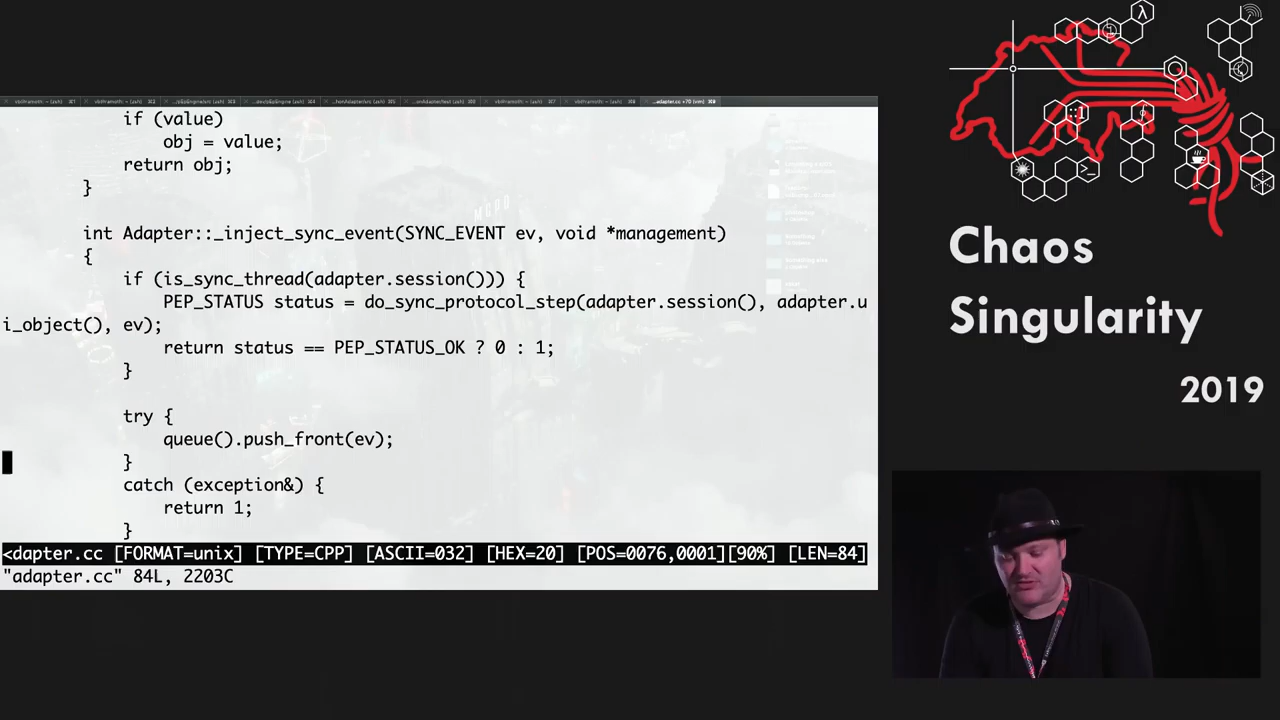 if (value)
obj = value;
return obj;
}
int Adapter::_inject_sync_event(SYNC_EVENT ev, void *management)
{
if (is_sync_thread(adapter.session())) {
PEP_STATUS status = do_sync_protocol_step(adapter.session(), adapter.u
i_object(), ev);
return status == PEP_STATUS_OK ? 0 : 1;
}
try {
queue().push_front(ev);
}
catch (exception&) {
return 1;
}
<dapter.cc [FORMAT=unix] [TYPE=CPP] [ASCII=032] [HEX=20] [POS=0076,0001][90%] [LEN=84]
"adapter.cc" 84L, 2203C
Chaos
Singularity
2019